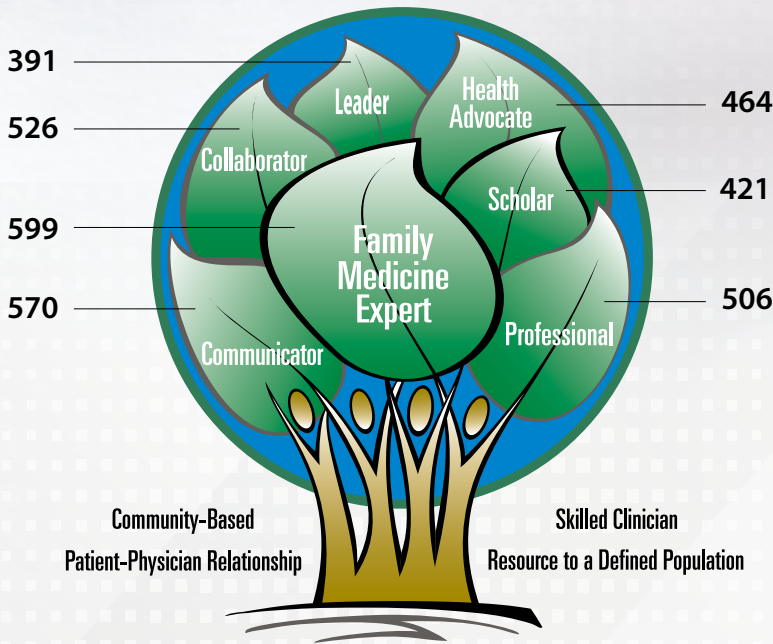 391
526
599
570
Leader
Collaborator
Health
Advocate
Scholar
Family
Medicine
Expert
Communicator
Professional
464
421
506
Community-Based
Patient-Physician Relationship
Skilled Clinician
Resource to a Defined Population